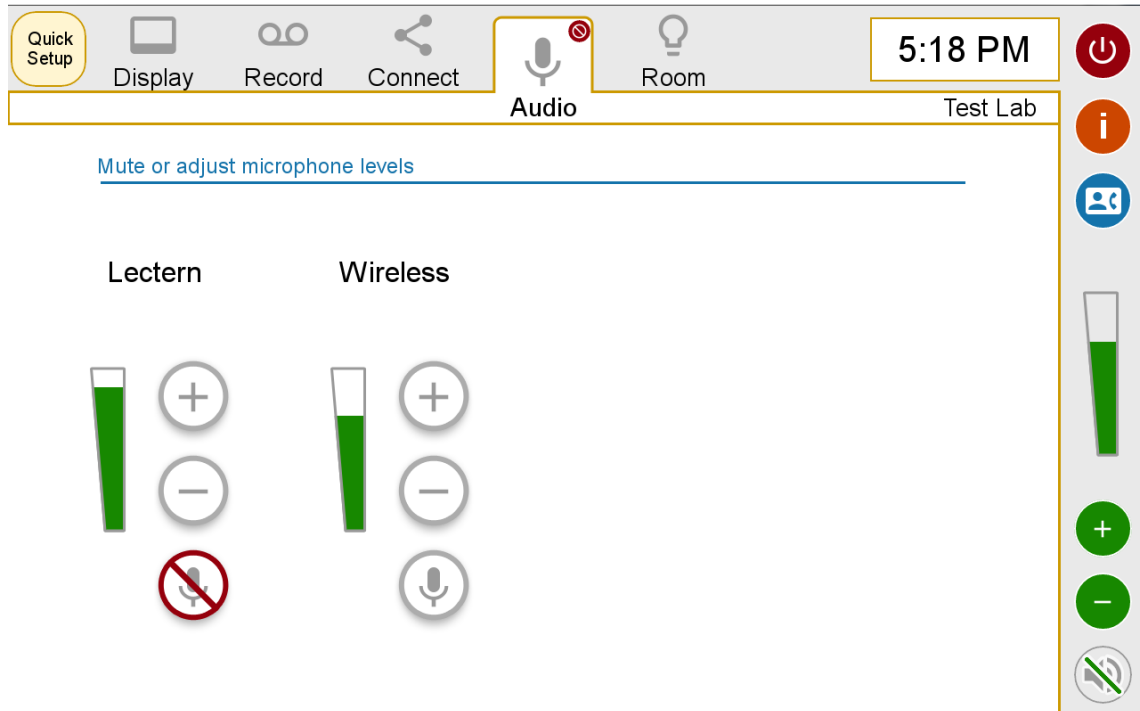 Quick
Setup
Display
Record
Connect
Audio
Room
5:18 PM
Test Lab
Mute or adjust microphone levels
Lectern
Wireless